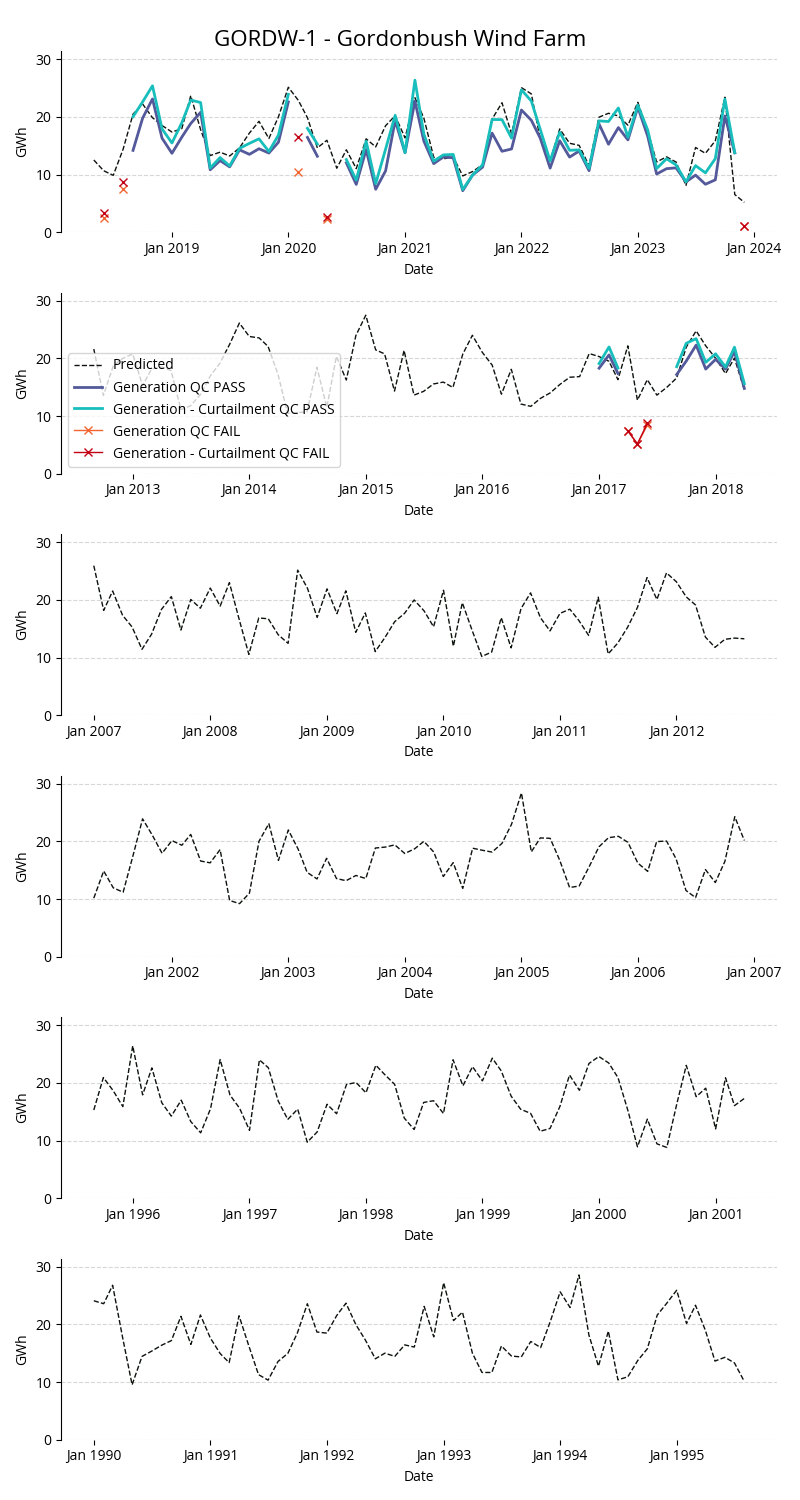 GORDW-1 - Gordonbush Wind Farm
30
20
10
0
GWh
Jan 2019 Jan 2020 Jan 2021 Jan 2022 Jan 2023 Jan 2024
Date
30
20
10
0
GWh
Predicted
Generation QC PASS
Generation - Curtailment QC PASS
Generation QC FAIL
Generation - Curtailment QC FAIL
Jan 2013 Jan 2014 Jan 2015 Jan 2016 Jan 2017 Jan 2018
Date
30
20
10
0
GWh
Jan 2007 Jan 2008 Jan 2009 Jan 2010 Jan 2011 Jan 2012
Date
30
20
10
0
GWh
Jan 2002 Jan 2003 Jan 2004 Jan 2005 Jan 2006 Jan 2007
Date
30
20
10
0
GWh
Jan 1996 Jan 1997 Jan 1998 Jan 1999 Jan 2000 Jan 2001
Date
30
20
10
0
GWh
Jan 1990 Jan 1991 Jan 1992 Jan 1993 Jan 1994 Jan 1995
Date